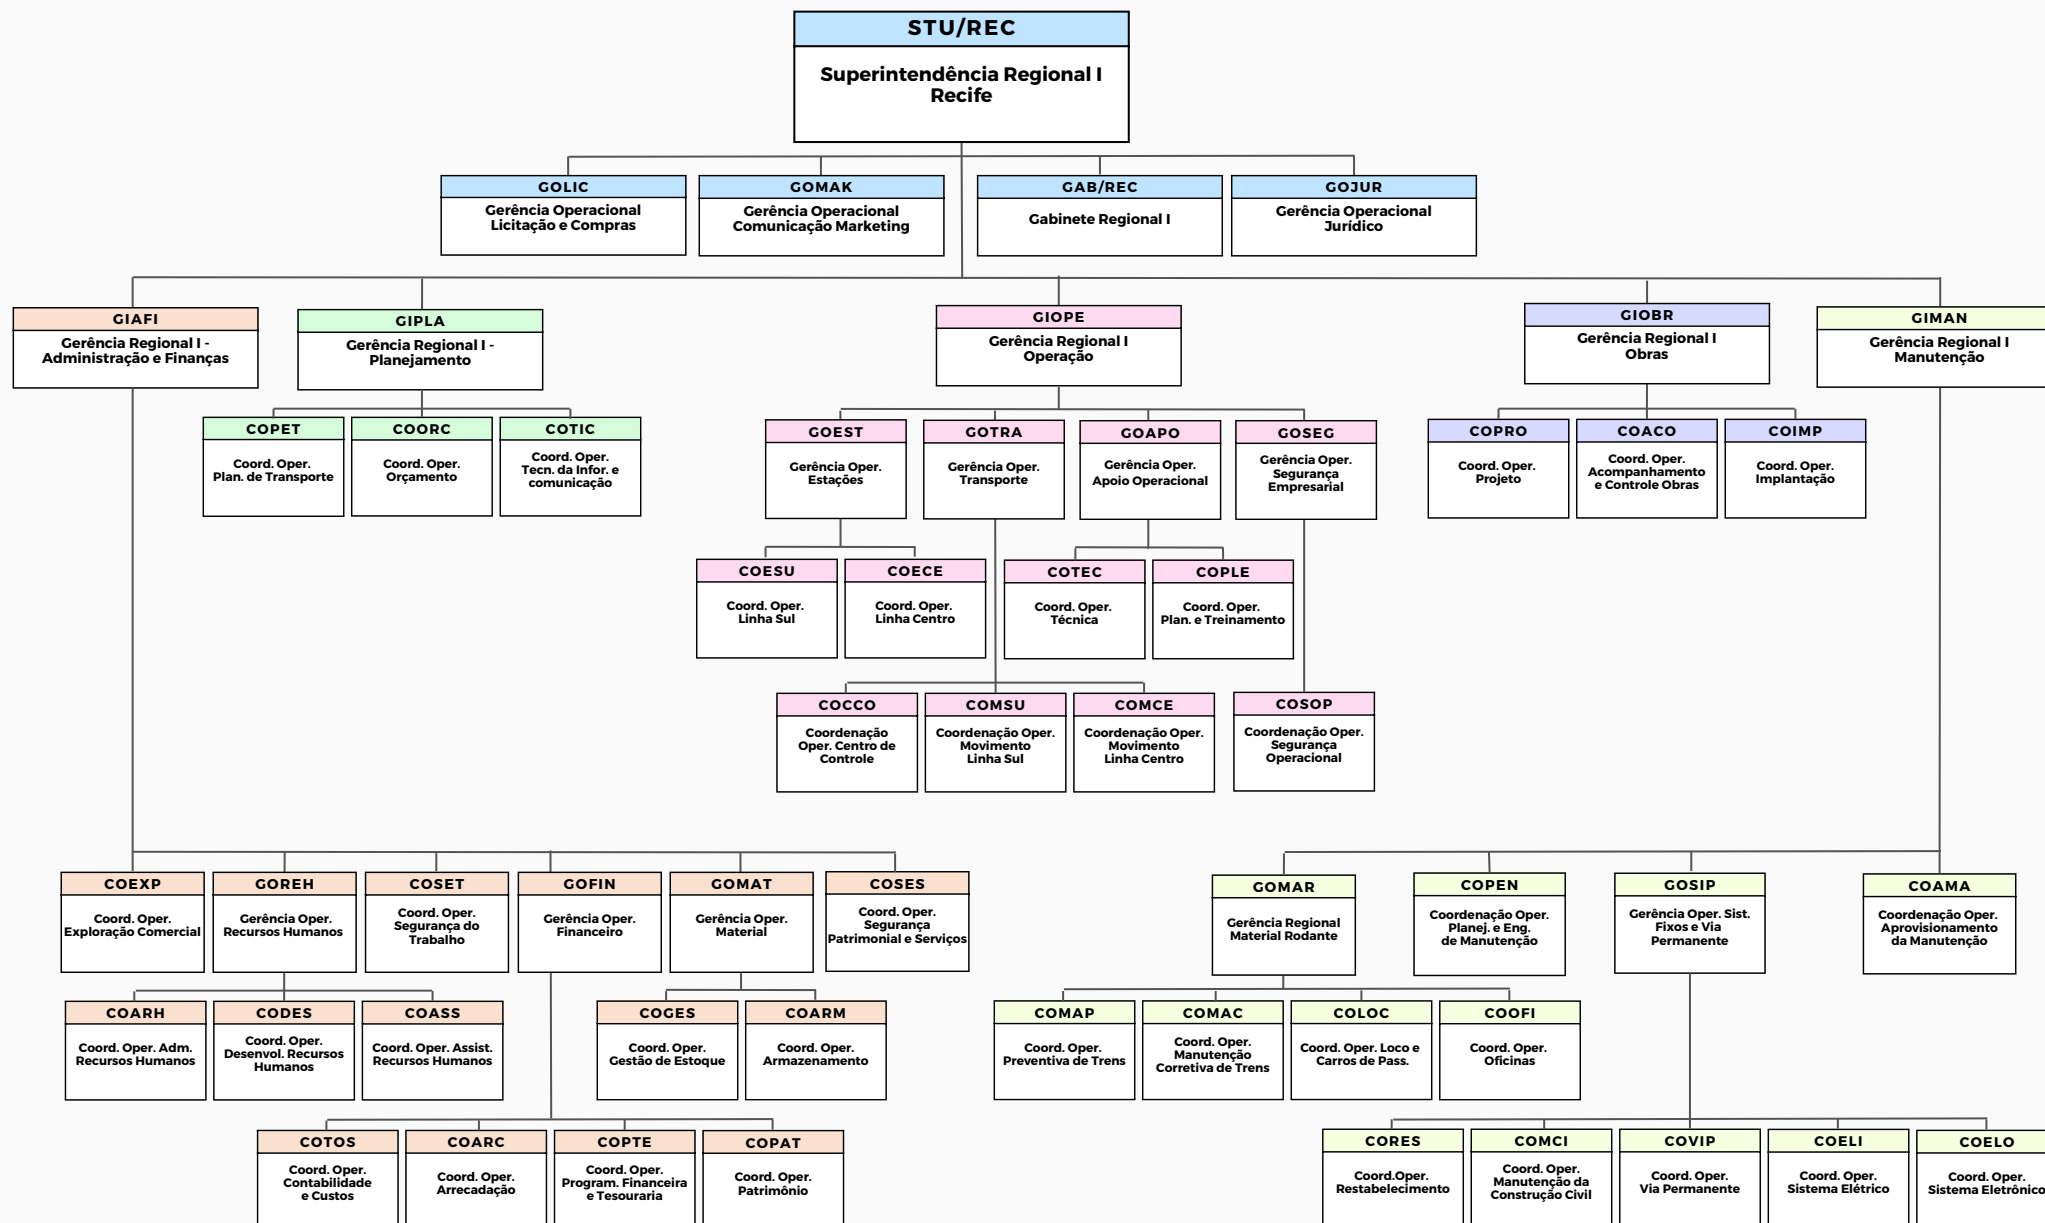 STU/REC
Superintendência Regional I
Recife
GOLIC
Gerência Operacional
Licitação e Compras
GOMAK
Gerência Operacional
Comunicação Marketing
GAB/REC
Gabinete Regional I
GOJUR
Gerência Operacional
Jurídico
GIAFI
Gerência Regional I -
Administração e Finanças
GIPLA
Gerência Regional I -
Planejamento
GIOPE
Gerência Regional I
Operação
GIOBR
Gerência Regional I
Obras
GIMAN
Gerência Regional I
Manutenção
COPET
Coord. Oper.
Plan. de Transporte
COORC
Coord. Oper.
Orçamento
COTIC
Coord. Oper.
Tecn. da Infor. e
comunicação
GOEST
Gerência Oper.
Estações
GOTRA
Gerência Oper.
Transporte
GOAPO
Gerência Oper.
Apoio Operacional
GOSEG
Gerência Oper.
Segurança
Empresarial
COPRO
Coord. Oper.
Projeto
COACO
Coord. Oper.
Acompanhamento
e Controle Obras
COIMP
Coord. Oper.
Implantação
COESU
Coord. Oper.
Linha Sul
COECE
Coord. Oper.
Linha Centro
COTEC
Coord. Oper.
Técnica
COPLE
Coord. Oper.
Plan. e Treinamento
COCCO
Coordenação
Oper. Centro de
Controle
COMSU
Coordenação Oper.
Movimento
Linha Sul
COMCE
Coordenação Oper.
Movimento
Linha Centro
COSOP
Coordenação Oper.
Segurança
Operacional
COEXP
Coord. Oper.
Exploração Comercial
GOREH
Gerência Oper.
Recursos Humanos
COSET
Coord. Oper.
Segurança do
Trabalho
GOFIN
Gerência Oper.
Financeiro
GOMAT
Gerência Oper.
Material
COSES
Coord. Oper.
Segurança
Patrimonial e Serviços
GOMAR
Gerência Regional
Material Rodante
COPEN
Coordenação Oper.
Planej. e Eng.
de Manutenção
GOSIP
Gerência Oper. Sist.
Fixos e Via
Permanente
COAMA
Coordenação Oper.
Aprovisionamento
da Manutenção
COARH
Coord. Oper. Adm.
Recursos Humanos
CODES
Coord. Oper.
Desenvol. Recursos
Humanos
COASS
Coord. Oper. Assist.
Recursos Humanos
COGES
Coord. Oper.
Gestão de Estoque
COARM
Coord. Oper.
Armazenamento
COMAP
Coord. Oper.
Preventiva de Trens
COMAC
Coord. Oper.
Manutenção
Corretiva de Trens
COLOC
Coord. Oper. Loco e
Carros de Pass.
COOFI
Coord. Oper.
Oficinas
COTOS
Coord. Oper.
Contabilidade
e Custos
COARC
Coord. Oper.
Arrecadação
COPTE
Coord. Oper.
Program. Financeira
e Tesouraria
COPAT
Coord. Oper.
Patrimônio
CORES
Coord.Oper.
Restabelecimento
COMCI
Coord. Oper.
Manutenção da
Construção Civil
COVIP
Coord. Oper.
Via Permanente
COELI
Coord. Oper.
Sistema Elétrico
COELO
Coord. Oper.
Sistema Eletrônico